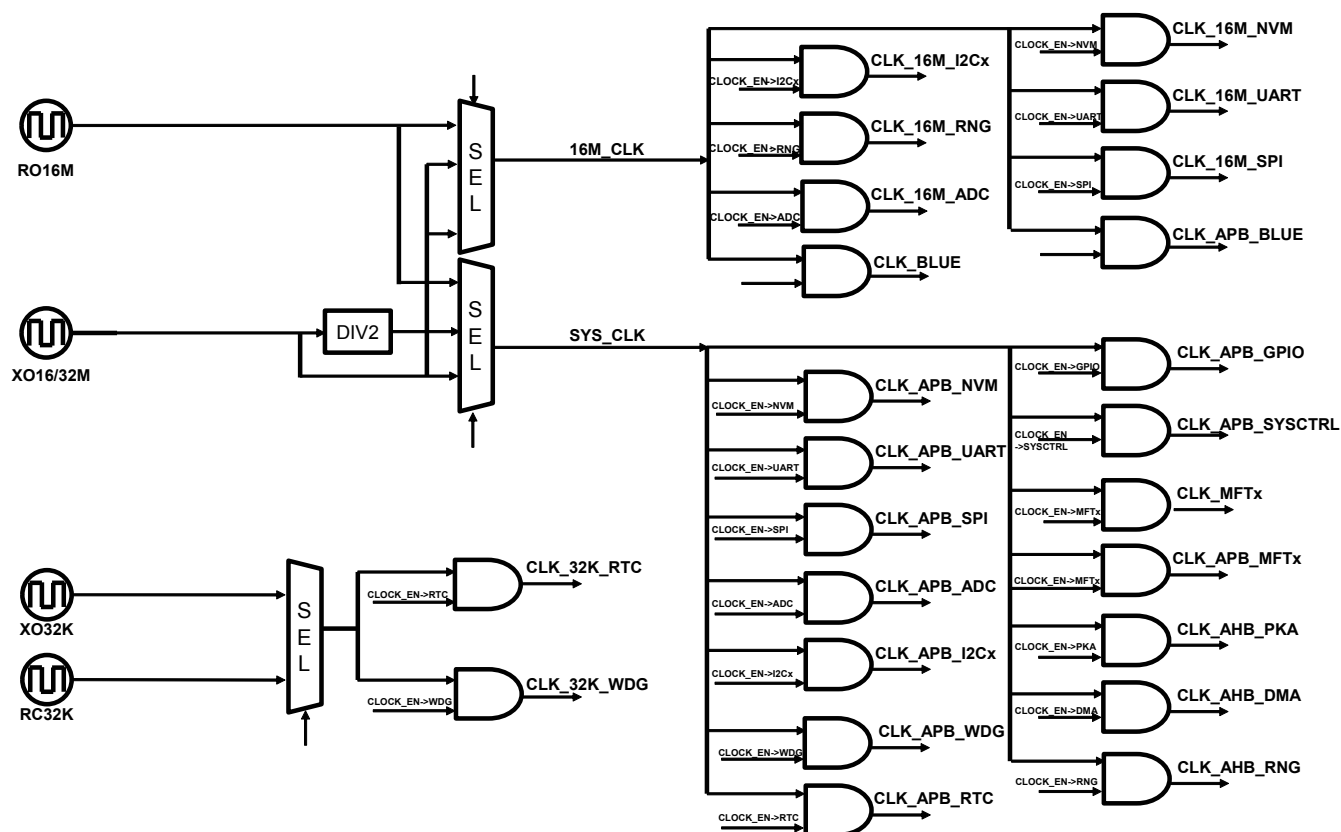 RO16M
XO16/32M
DIV2
SEL
16M_CLK
SEL
SYS_CLK
CLOCK_EN->I2Cx
CLK_16M_I2Cx
CLOCK_EN->RNG
CLK_16M_RNG
CLOCK_EN->ADC
CLK_16M_ADC
CLK_BLUE
CLOCK_EN->NVM
CLK_16M_NVM
CLOCK_EN->UART
CLK_16M_UART
CLOCK_EN->SPI
CLK_16M_SPI
CLK_APB_BLUE
CLOCK_EN->NVM
CLK_APB_NVM
CLOCK_EN->UART
CLK_APB_UART
CLOCK_EN->SPI
CLK_APB_SPI
CLOCK_EN->ADC
CLK_APB_ADC
CLOCK_EN->I2Cx
CLK_APB_I2Cx
CLOCK_EN->WDG
CLK_APB_WDG
CLOCK_EN->RTC
CLK_APB_RTC
CLOCK_EN->GPIO
CLK_APB_GPIO
CLOCK_EN
->SYSCTRL
CLK_APB_SYSCTRL
CLOCK_EN->MFTx
CLK_MFTx
CLOCK_EN->MFTx
CLK_APB_MFTx
CLOCK_EN->PKA
CLK_AHB_PKA
CLOCK_EN->DMA
CLK_AHB_DMA
CLOCK_EN->RNG
CLK_AHB_RNG
XO32K
RC32K
SEL
CLOCK_EN->RTC
CLK_32K_RTC
CLOCK_EN->WDG
CLK_32K_WDG